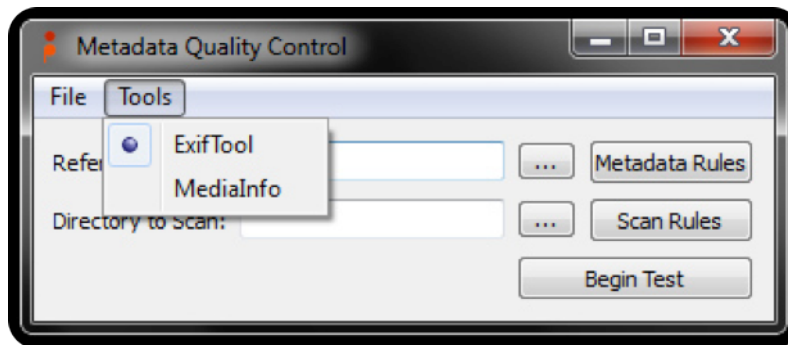 Metadata Quality Control
File Tools
ExifTool
MediaInfo
... Metadata Rules
Directory to Scan: ... Scan Rules
Begin Test